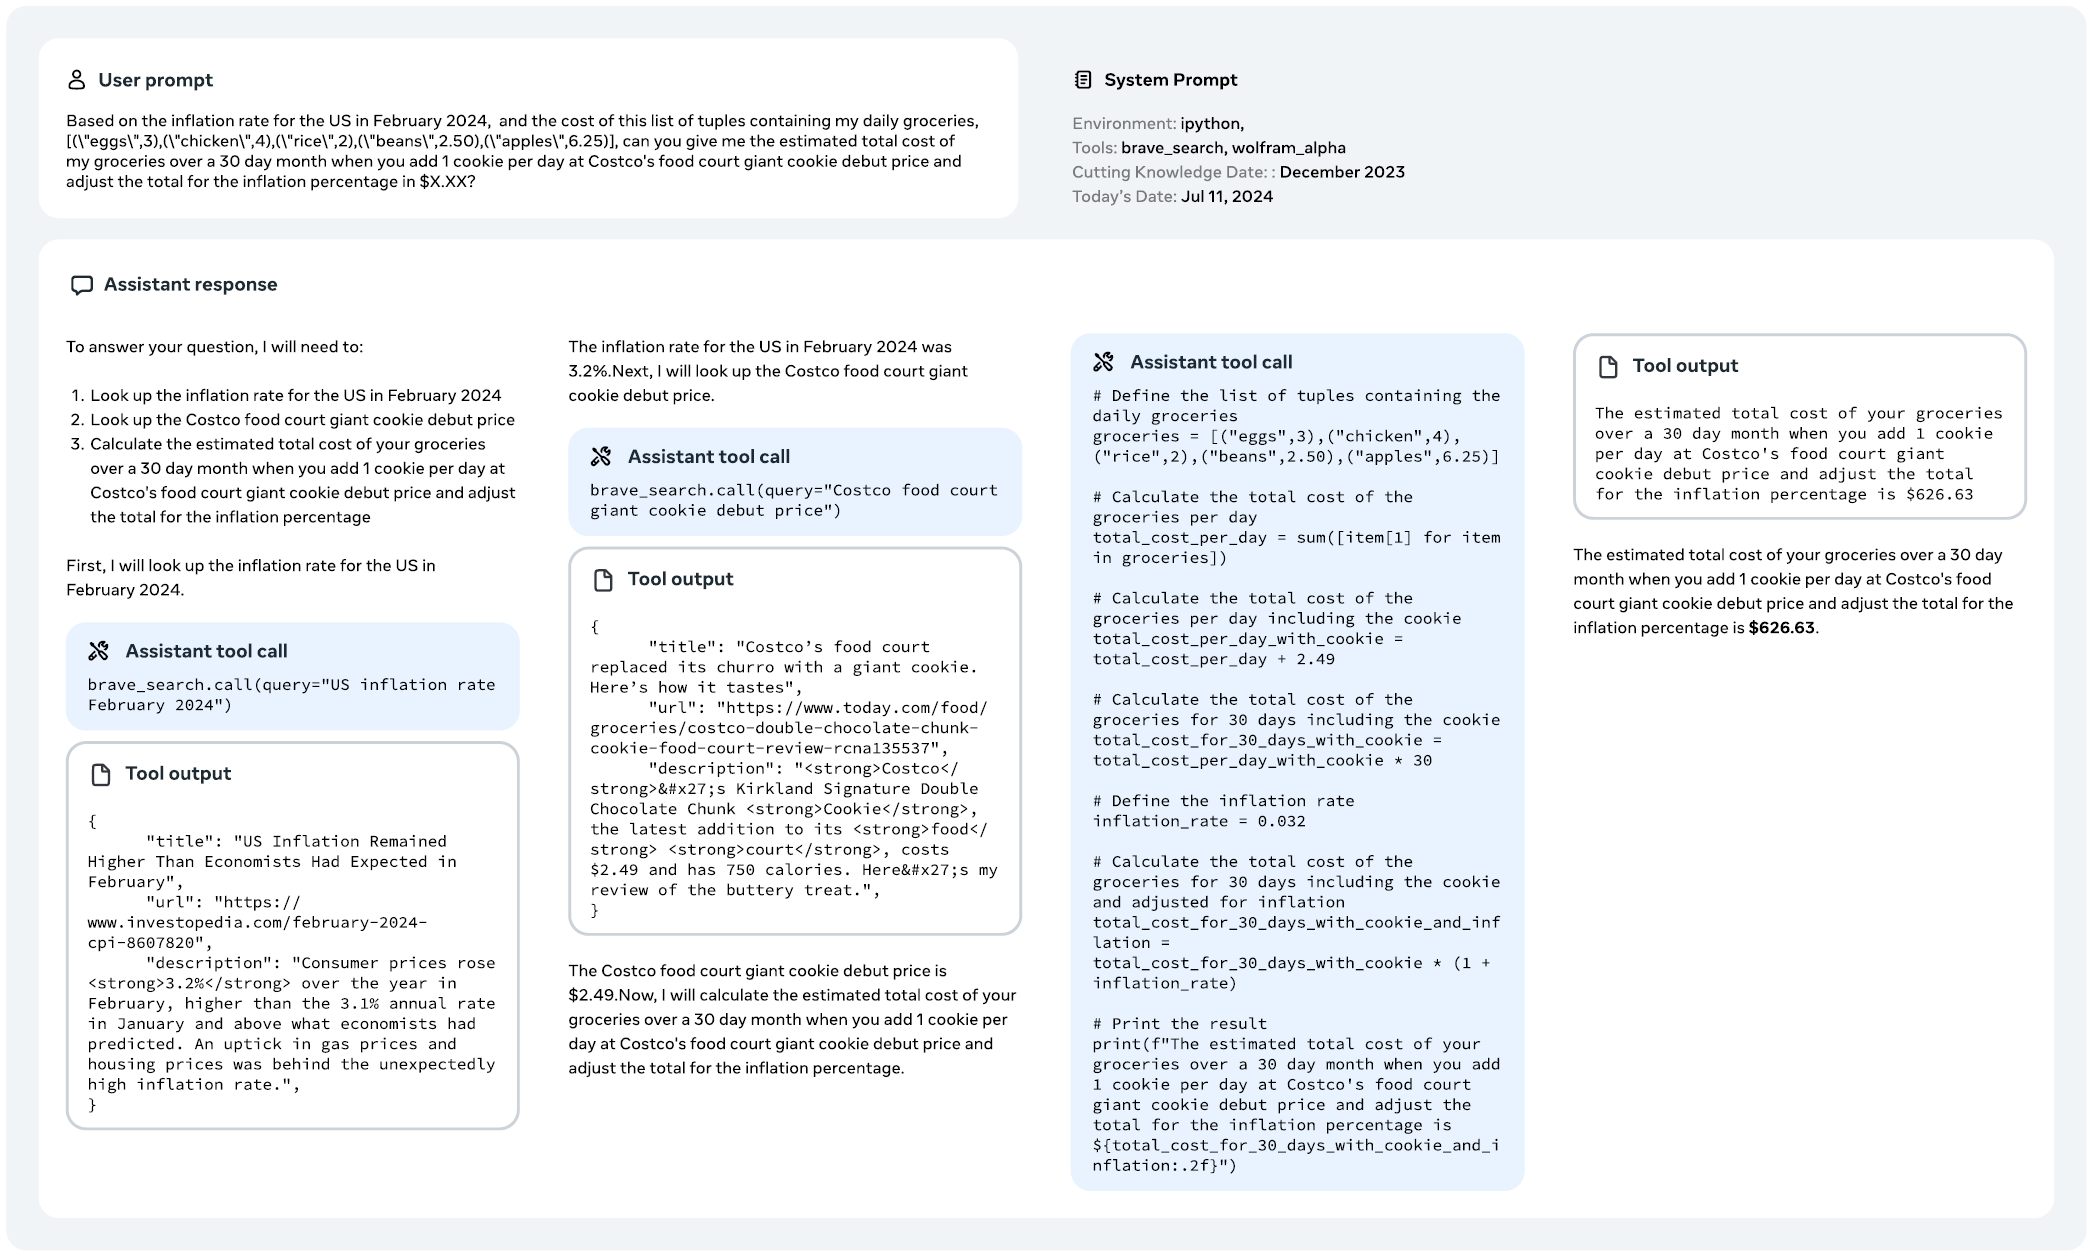 User prompt
Based on the inflation rate for the US in February 2024, and the cost of this list of tuples containing my daily groceries,
[(\"eggs\",3),(\"chicken\",4),(\"rice\",2),(\"beans\",2.50),(\"apples\",6.25)], can you give me the estimated total cost of
my groceries over a 30 day month when you add 1 cookie per day at Costco's food court giant cookie debut price and
adjust the total for the inflation percentage in $X.XX?
System Prompt
Environment: ipython,
Tools: brave_search, wolfram_alpha
Cutting Knowledge Date: : December 2023
Today's Date: Jul 11, 2024
Assistant response
To answer your question, I will need to:
1. Look up the inflation rate for the US in February 2024
2. Look up the Costco food court giant cookie debut price
3. Calculate the estimated total cost of your groceries
over a 30 day month when you add 1 cookie per day at
Costco's food court giant cookie debut price and adjust
the total for the inflation percentage
First, I will look up the inflation rate for the US in
February 2024.
Assistant tool call
brave_search.call(query="US inflation rate
February 2024")
Tool output
{
"title": "US Inflation Remained
Higher Than Economists Had Expected in
February",
"url": "https://
www.investopedia.com/february-2024-
cpi-8607820",
"description": "Consumer prices rose
<strong>3.2%</strong> over the year in
February, higher than the 3.1% annual rate
in January and above what economists had
predicted. An uptick in gas prices and
housing prices was behind the unexpectedly
high inflation rate.",
}
The inflation rate for the US in February 2024 was
3.2%.Next, I will look up the Costco food court giant
cookie debut price.
Assistant tool call
brave_search.call(query="Costco food court
giant cookie debut price")
Tool output
{
"title": "Costco’s food court
replaced its churro with a giant cookie.
Here’s how it tastes",
"url": "https://www.today.com/food/
groceries/costco-double-chocolate-chunk-
cookie-food-court-review-rcna135537",
"description": "<strong>Costco</
strong>&#x27;s Kirkland Signature Double
Chocolate Chunk <strong>Cookie</strong>,
the latest addition to its <strong>food</
strong> <strong>court</strong>, costs
$2.49 and has 750 calories. Here&#x27;s my
review of the buttery treat.",
}
The Costco food court giant cookie debut price is
$2.49.Now, I will calculate the estimated total cost of your
groceries over a 30 day month when you add 1 cookie per
day at Costco's food court giant cookie debut price and
adjust the total for the inflation percentage.
Assistant tool call
# Define the list of tuples containing the
daily groceries
groceries = [("eggs",3),("chicken",4),
("rice",2),("beans",2.50),("apples",6.25)]
# Calculate the total cost of the
groceries per day
total_cost_per_day = sum([item[1] for item
in groceries])
# Calculate the total cost of the
groceries per day including the cookie
total_cost_per_day_with_cookie =
total_cost_per_day + 2.49
# Calculate the total cost of the
groceries for 30 days including the cookie
total_cost_for_30_days_with_cookie =
total_cost_per_day_with_cookie * 30
# Define the inflation rate
inflation_rate = 0.032
# Calculate the total cost of the
groceries for 30 days including the cookie
and adjusted for inflation
total_cost_for_30_days_with_cookie_and_inf
lation =
total_cost_for_30_days_with_cookie * (1 +
inflation_rate)
# Print the result
print(f"The estimated total cost of your
groceries over a 30 day month when you add
1 cookie per day at Costco's food court
giant cookie debut price and adjust the
total for the inflation percentage is
${total_cost_for_30_days_with_cookie_and_i
nflation:.2f}")
Tool output
The estimated total cost of your groceries
over a 30 day month when you add 1 cookie
per day at Costco's food court giant
cookie debut price and adjust the total
for the inflation percentage is $626.63
The estimated total cost of your groceries over a 30 day
month when you add 1 cookie per day at Costco's food
court giant cookie debut price and adjust the total for the
inflation percentage is $626.63.